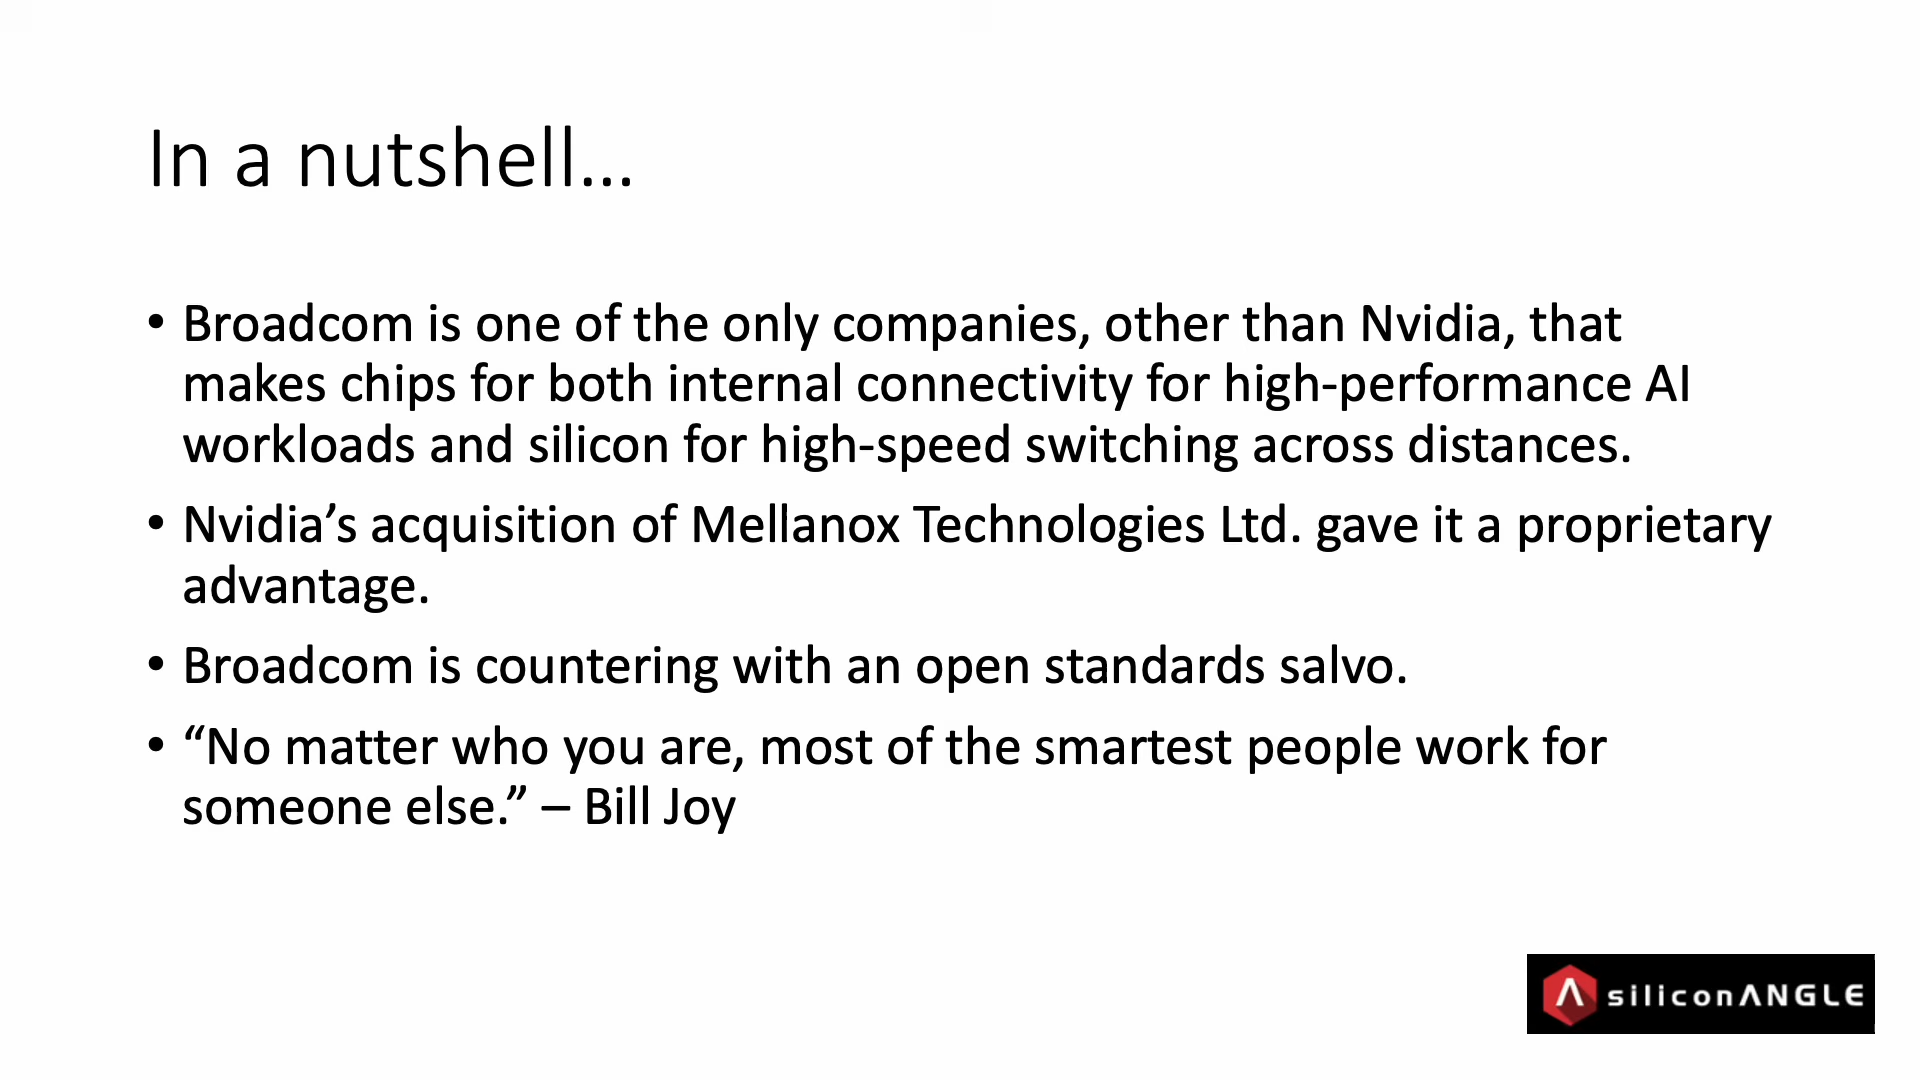 In a nutshell...
• Broadcom is one of the only companies, other than Nvidia, that
makes chips for both internal connectivity for high-performance AI
workloads and silicon for high-speed switching across distances.
• Nvidia’s acquisition of Mellanox Technologies Ltd. gave it a proprietary
advantage.
• Broadcom is countering with an open standards salvo.
• “No matter who you are, most of the smartest people work for
someone else.” – Bill Joy
siliconANGLE